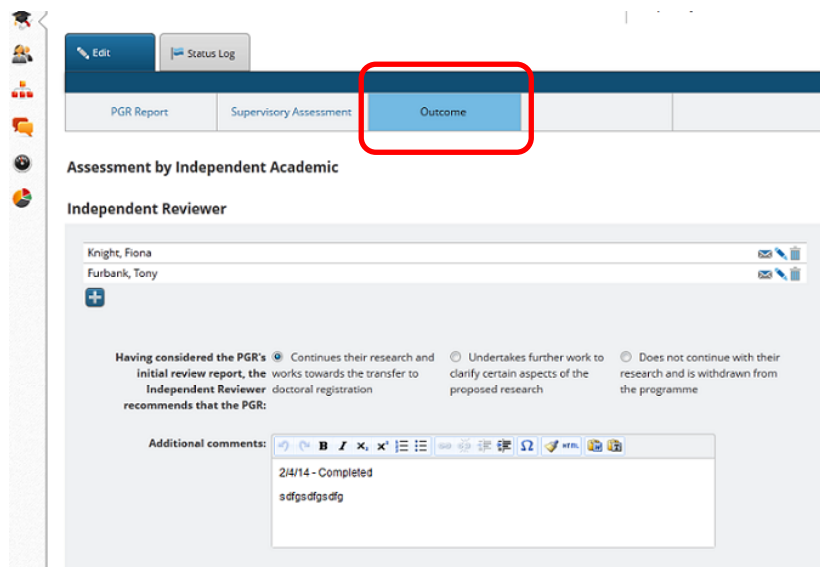 Edit
Status Log
PGR Report
Supervisory Assessment
Outcome
Assessment by Independent Academic
Independent Reviewer
Knight, Fiona
Furbank, Tony
Having considered the PGR's
initial review report, the
Independent Reviewer
recommends that the PGR:
Continues their research and
works towards the transfer to
doctoral registration
Undertakes further work to
clarify certain aspects of the
proposed research
Does not continue with their
research and is withdrawn from
the programme
Additional comments:
B I x, x² Ω HTML
2/4/14 - Completed
sdfgsdfgsdfg